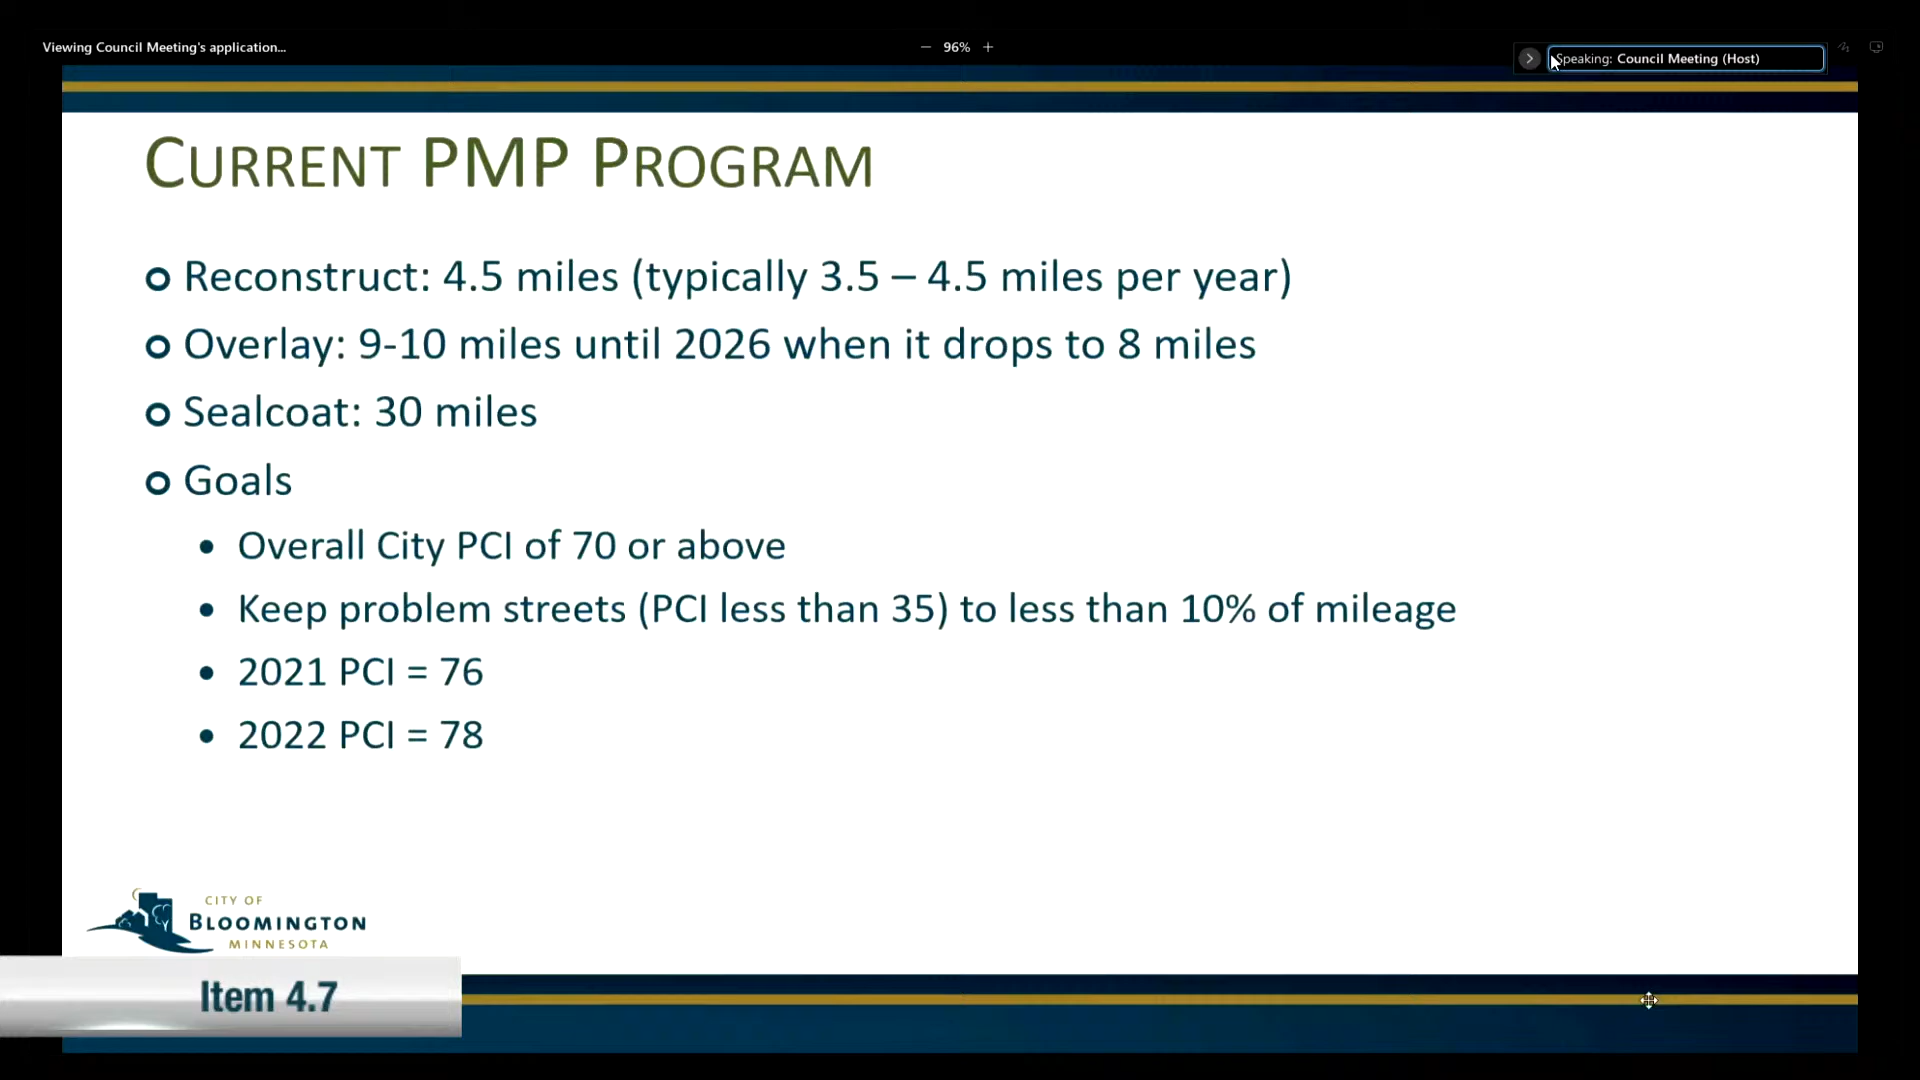 Viewing Council Meeting's application...
96%
Speaking: Council Meeting (Host)
CURRENT PMP PROGRAM
Reconstruct: 4.5 miles (typically 3.5 – 4.5 miles per year)
Overlay: 9-10 miles until 2026 when it drops to 8 miles
Sealcoat: 30 miles
Goals
Overall City PCI of 70 or above
Keep problem streets (PCI less than 35) to less than 10% of mileage
2021 PCI = 76
2022 PCI = 78
CITY OF
BLOOMINGTON
MINNESOTA
Item 4.7